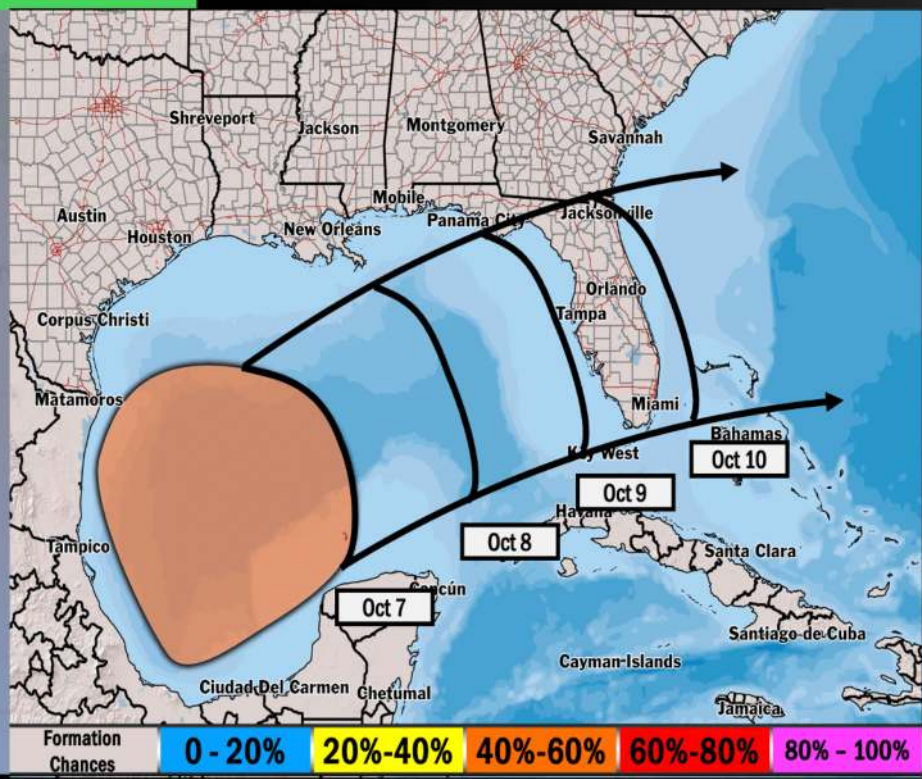 Shreveport
Jackson
Montgomery
Savannah
Mobile
Austin
New Orleans
Panama City
Jacksonville
Houston
Orlando
Corpus Christi
Tampa
Matamoros
Miami
Bahamas
Key West
Oct 10
Oct 9
Havana
Tampico
Oct 8
Santa Clara
Cancún
Oct 7
Santiago de Cuba
Cayman Islands
Ciudad Del Carmen
Chetumal
Jamaica
Formation
Chances
0 - 20%
20%-40%
40%-60%
60%-80%
80% - 100%